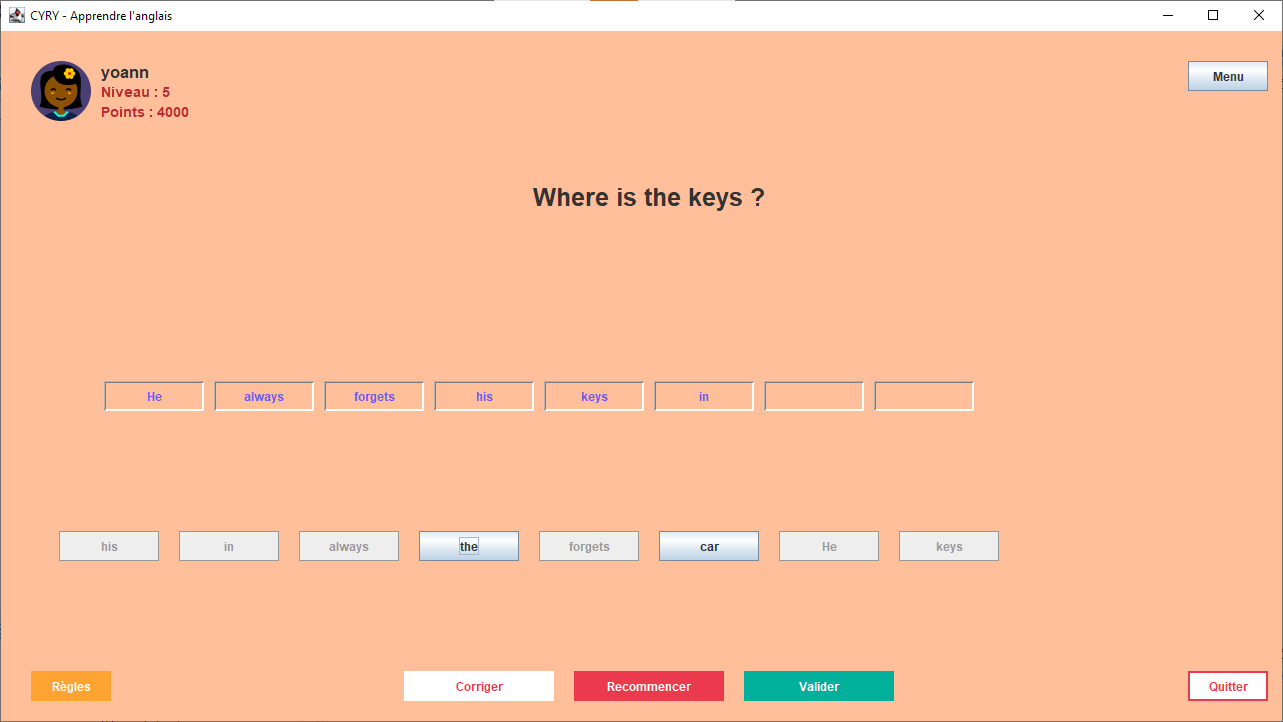 CYRY - Apprendre l'anglais
yoann
Niveau : 5
Points : 4000
Menu
Where is the keys ?
He always forgets his keys in
his in always the forgets car He keys
Règles Corriger Recommencer Valider Quitter